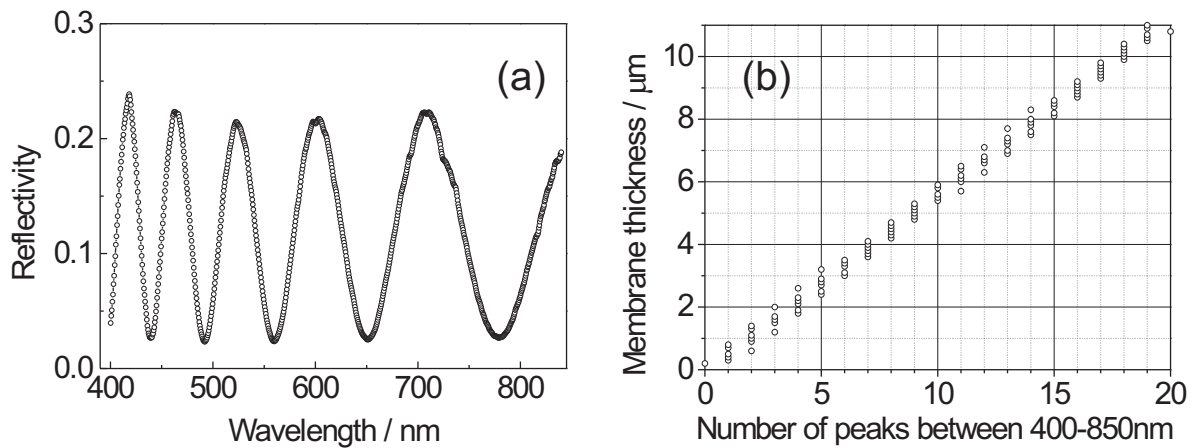 0.3
0.2
0.1
0.0
Reflectivity
(a)
400 500 600 700 800
Wavelength / nm
10
8
6
4
2
0
Membrane thickness / μm
(b)
0 5 10 15 20
Number of peaks between 400-850nm